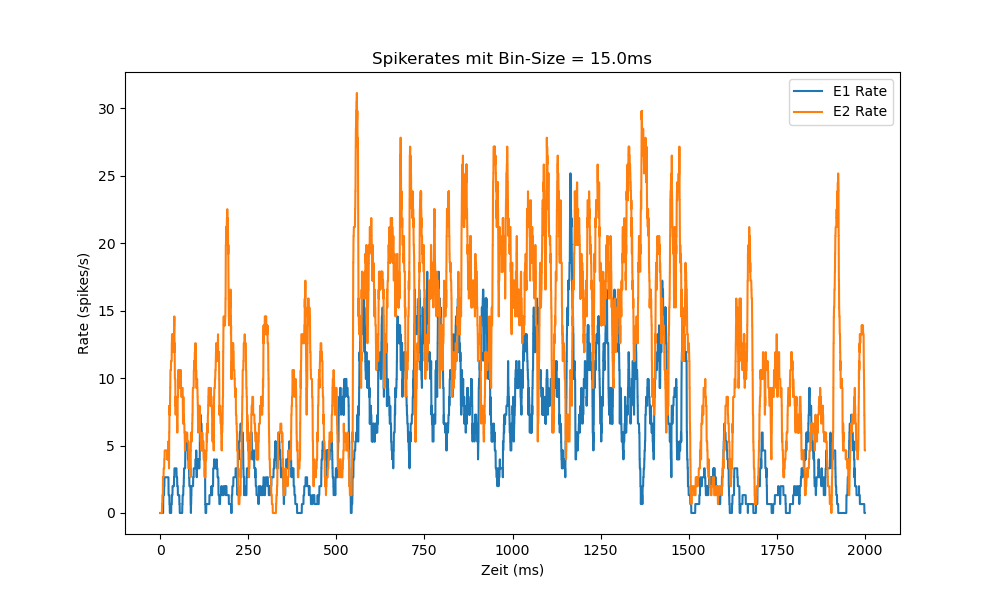 Spikerates mit Bin-Size = 15.0ms
E1 Rate
E2 Rate
30
25
20
15
10
5
0
Rate (spikes/s)
0 250 500 750 1000 1250 1500 1750 2000
Zeit (ms)